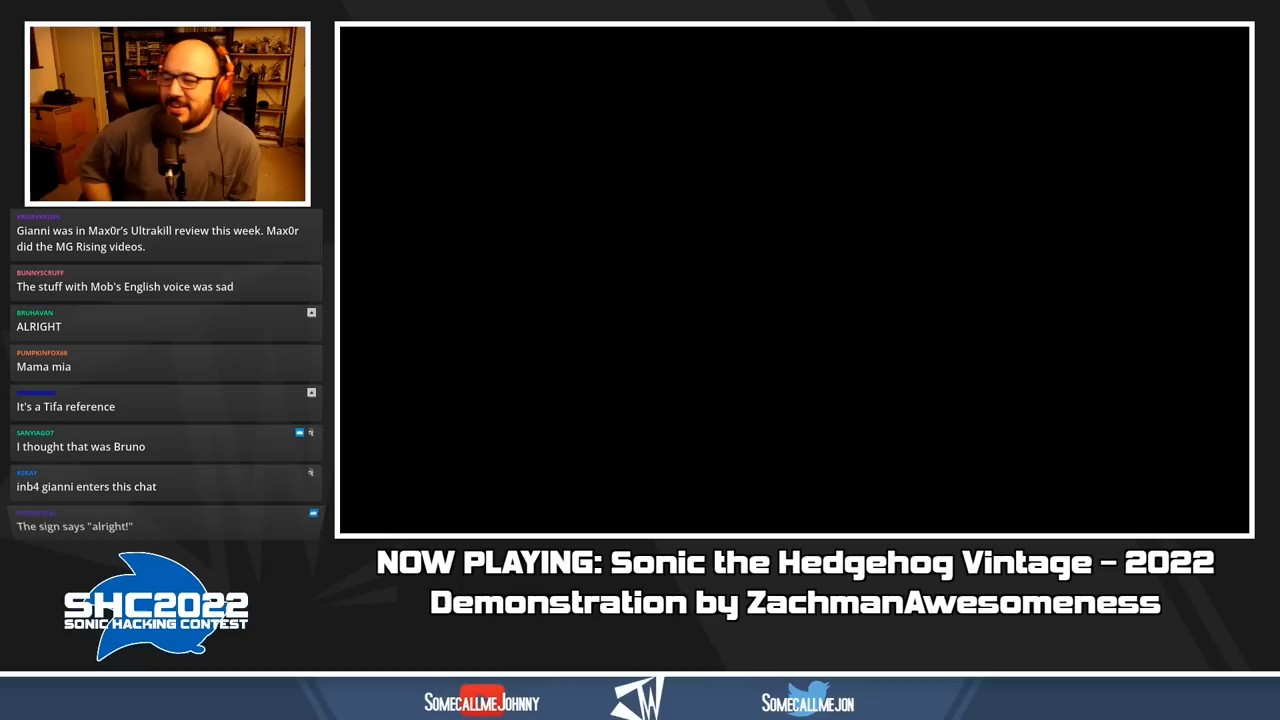 KRISPYKRISPS
Gianni was in Max0r's Ultrakill review this week. Max0r
did the MG Rising videos.
BUNNYSCRUFF
The stuff with Mob's English voice was sad
BRUHAVAN
ALRIGHT
PUMPKINFOX68
Mama mia
It's a Tifa reference
SANYIAGO7
I thought that was Bruno
RSRAY
inb4 gianni enters this chat
The sign says "alright!"
SHC2022
SONIC HACKING CONTEST
NOW PLAYING: Sonic the Hedgehog Vintage – 2022
Demonstration by ZachmanAwesomeness
SOMECALLMEJOHNNY
SOMECALLMEJON